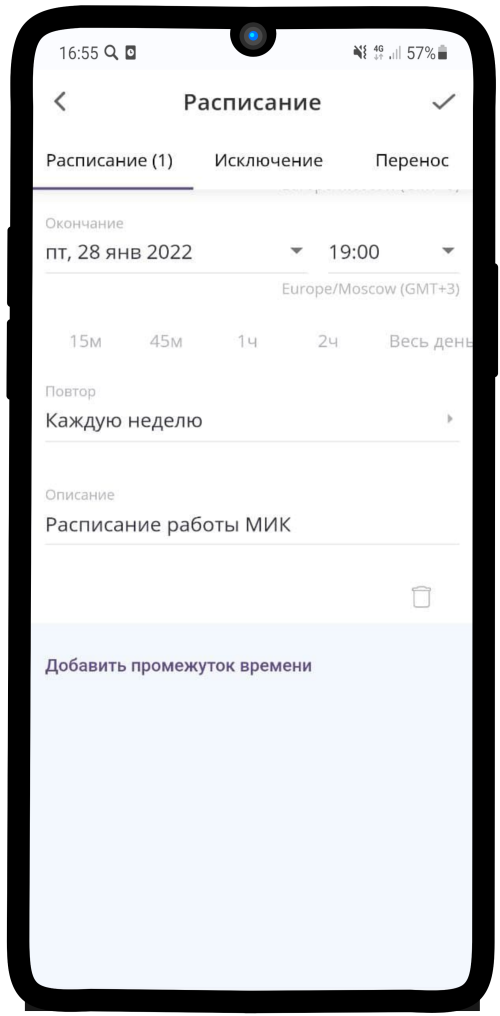 16:55 4G 57%
Расписание
Расписание (1) Исключение Перенос
Окончание
пт, 28 янв 2022 19:00
Europe/Moscow (GMT+3)
15м 45м 1ч 2ч Весь день
Повтор
Каждую неделю
Описание
Расписание работы МИК
Добавить промежуток времени